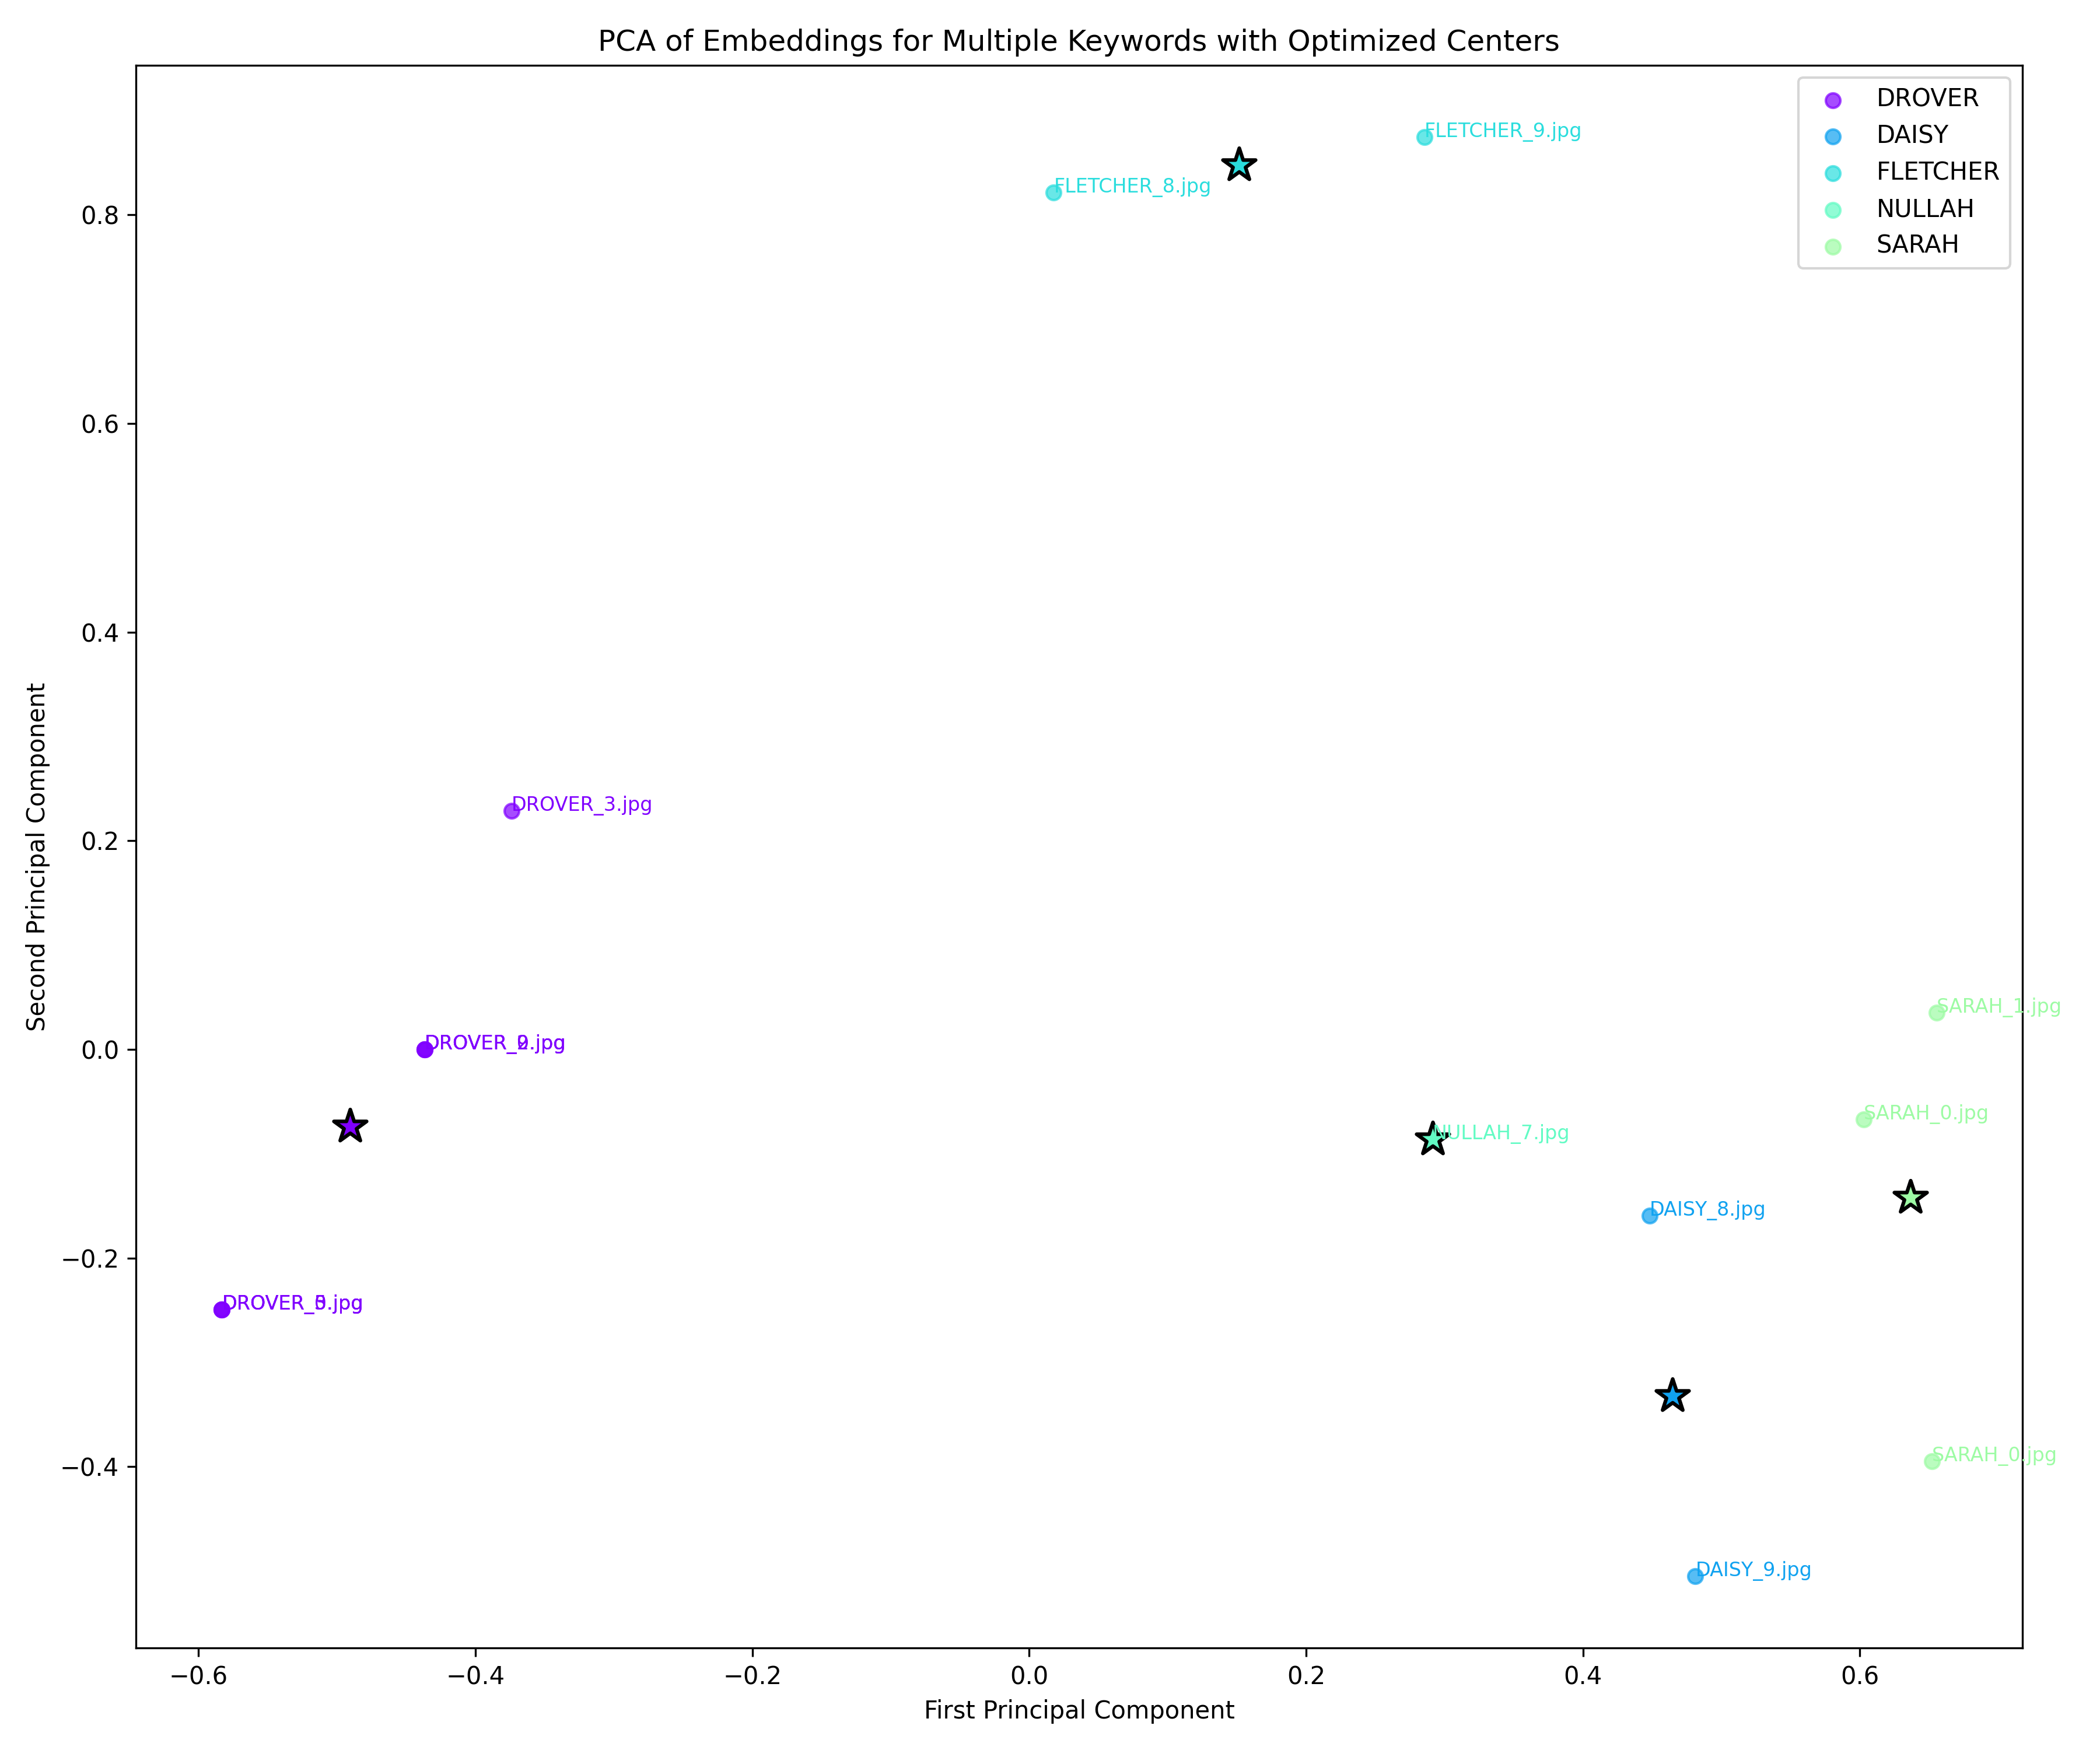 PCA of Embeddings for Multiple Keywords with Optimized Centers
DROVER
DAISY
FLETCHER
NULLAH
SARAH
FLETCHER_9.jpg
FLETCHER_8.jpg
DROVER_3.jpg
SARAH_1.jpg
SARAH_0.jpg
NULLAH_7.jpg
DAISY_8.jpg
SARAH_0.jpg
DAISY_9.jpg
0.8
0.6
0.4
0.2
0.0
−0.2
−0.4
Second Principal Component
−0.6
−0.4
−0.2
0.0
0.2
0.4
0.6
First Principal Component